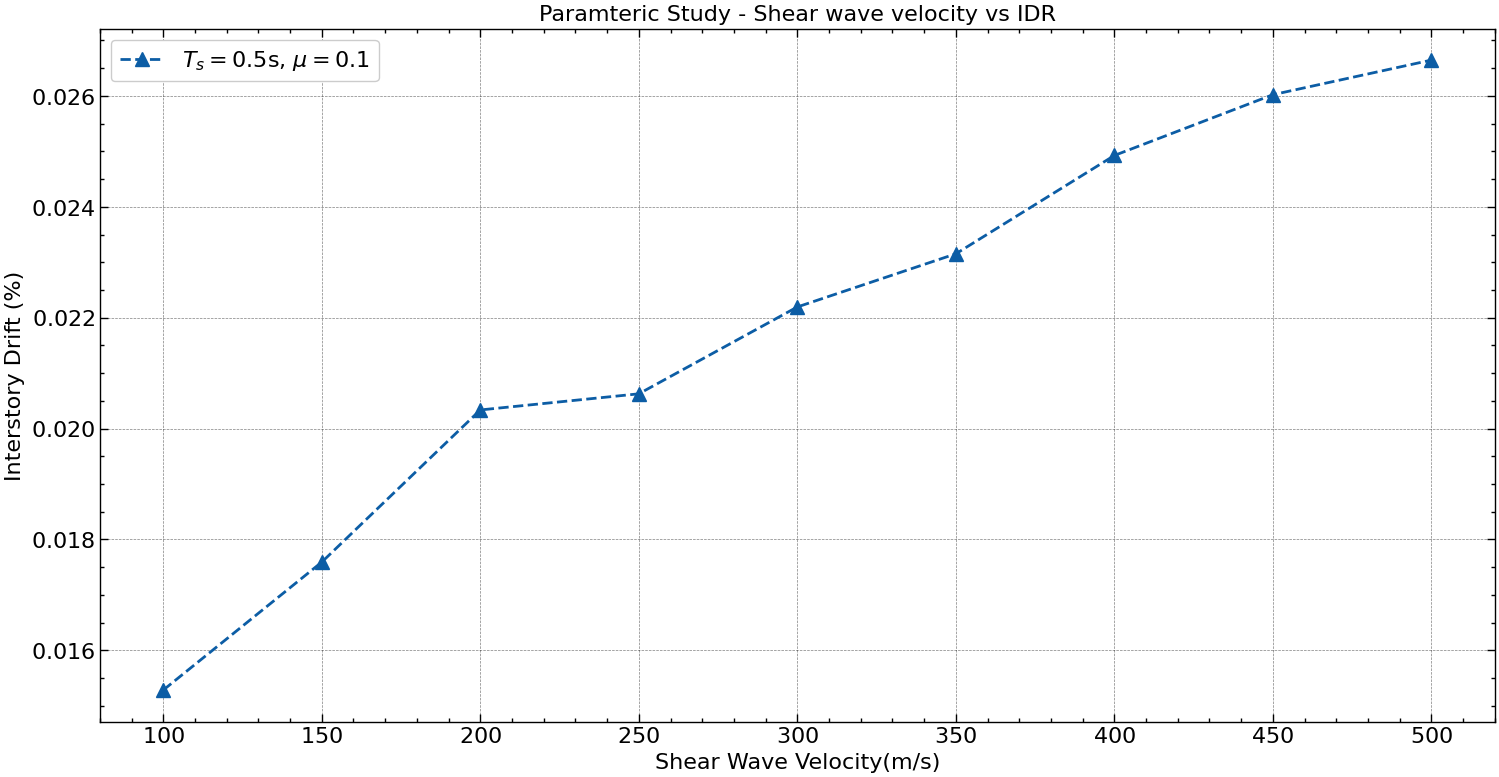 Paramteric Study - Shear wave velocity vs IDR
T_s = 0.5s, μ = 0.1
0.026
0.024
0.022
0.020
0.018
0.016
Interstory Drift (%)
100 150 200 250 300 350 400 450 500
Shear Wave Velocity(m/s)